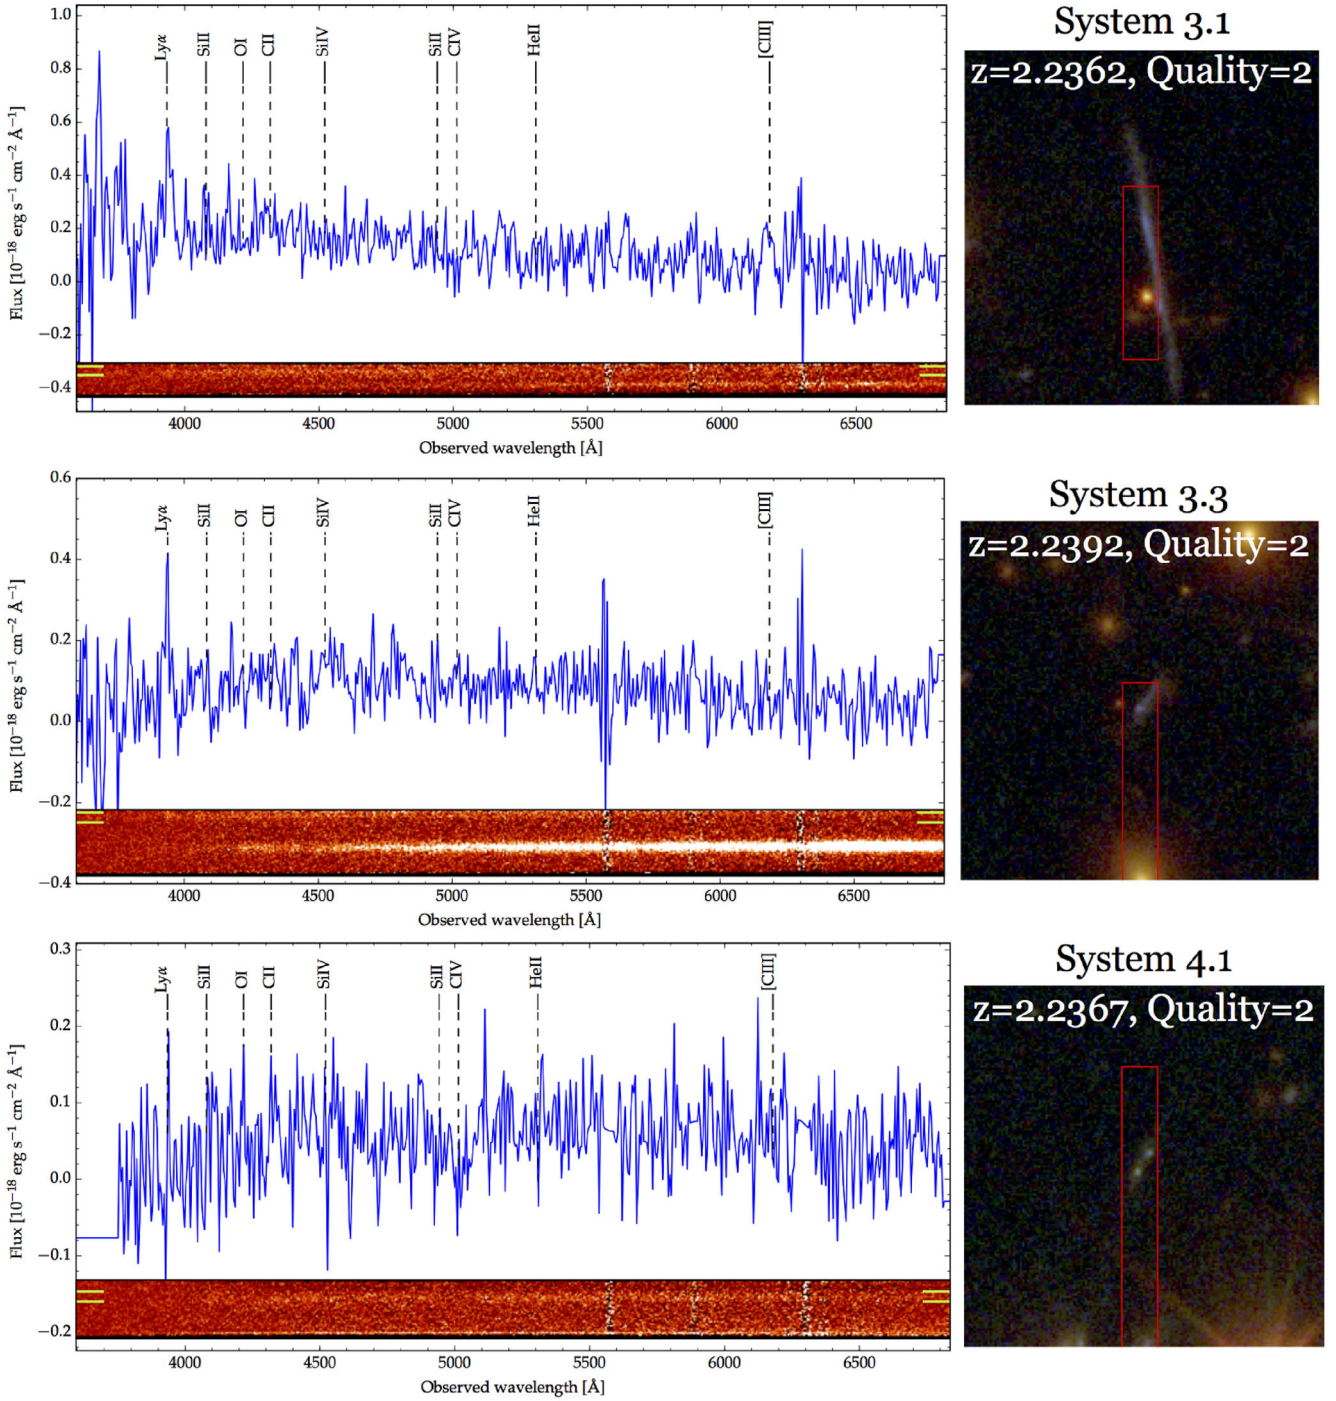 System 3.1
z=2.2362, Quality=2
Lyα SiII OI CII SiIV SiII CIV HeII [CIII]
Flux [10⁻¹⁸ erg s⁻¹ cm⁻² Å⁻¹]
1.0
0.8
0.6
0.4
0.2
0.0
−0.2
−0.4
4000 4500 5000 5500 6000 6500
Observed wavelength [Å]
System 3.3
z=2.2392, Quality=2
Lyα SiII OI CII SiIV SiII CIV HeII [CIII]
Flux [10⁻¹⁸ erg s⁻¹ cm⁻² Å⁻¹]
0.6
0.4
0.2
0.0
−0.2
−0.4
4000 4500 5000 5500 6000 6500
Observed wavelength [Å]
System 4.1
z=2.2367, Quality=2
Lyα SiII OI CII SiIV SiII CIV HeII [CIII]
Flux [10⁻¹⁸ erg s⁻¹ cm⁻² Å⁻¹]
0.3
0.2
0.1
0.0
−0.1
−0.2
4000 4500 5000 5500 6000 6500
Observed wavelength [Å]